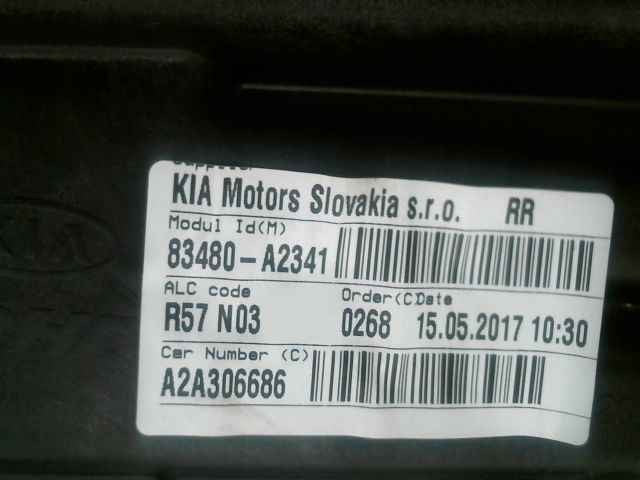 KIA Motors Slovakia s.r.o. RR
Modul Id(M)
83480-A2341
ALC code Order(C)Date
R57 N03 0268 15.05.2017 10:30
Car Number (C)
A2A306686
KIA